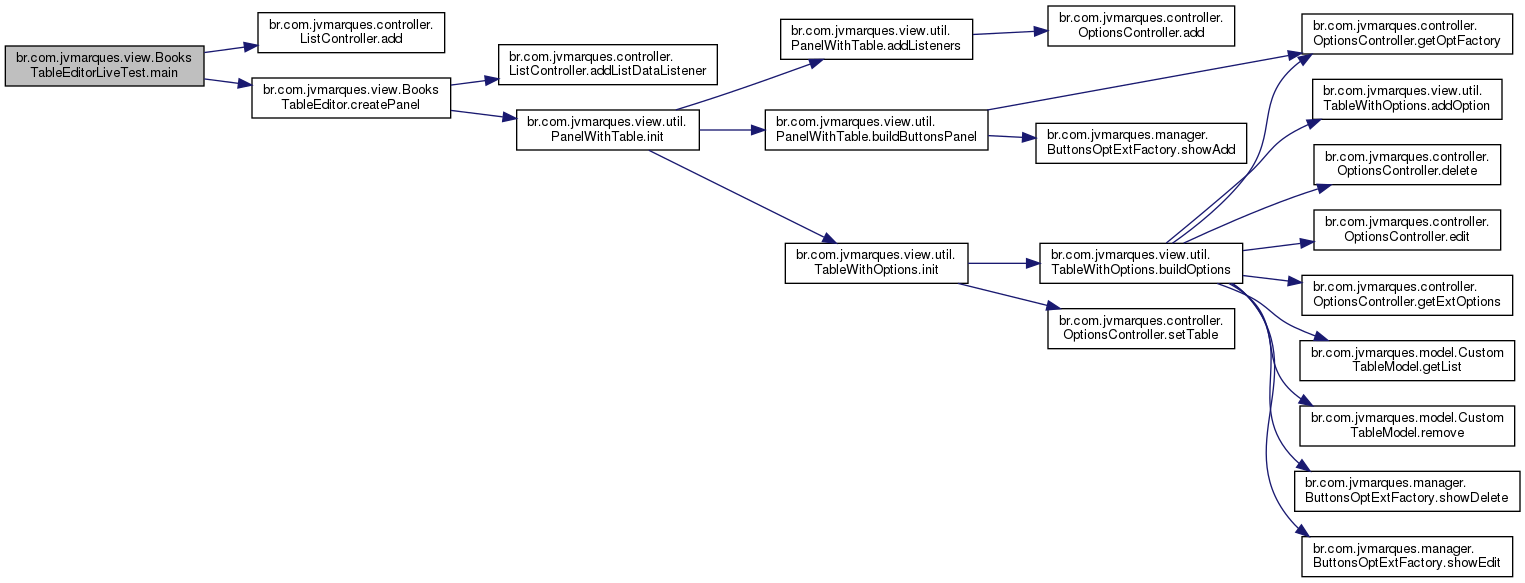 br.com.jvmarques.view.Books
TableEditorLiveTest.main
br.com.jvmarques.controller.
ListController.add
br.com.jvmarques.view.Books
TableEditor.createPanel
br.com.jvmarques.controller.
ListController.addListDataListener
br.com.jvmarques.view.util.
PanelWithTable.init
br.com.jvmarques.view.util.
PanelWithTable.addListeners
br.com.jvmarques.view.util.
PanelWithTable.buildButtonsPanel
br.com.jvmarques.view.util.
TableWithOptions.init
br.com.jvmarques.controller.
OptionsController.add
br.com.jvmarques.manager.
ButtonsOptExtFactory.showAdd
br.com.jvmarques.view.util.
TableWithOptions.buildOptions
br.com.jvmarques.controller.
OptionsController.setTable
br.com.jvmarques.controller.
OptionsController.getOptFactory
br.com.jvmarques.view.util.
TableWithOptions.addOption
br.com.jvmarques.controller.
OptionsController.delete
br.com.jvmarques.controller.
OptionsController.edit
br.com.jvmarques.controller.
OptionsController.getExtOptions
br.com.jvmarques.model.Custom
TableModel.getList
br.com.jvmarques.model.Custom
TableModel.remove
br.com.jvmarques.manager.
ButtonsOptExtFactory.showDelete
br.com.jvmarques.manager.
ButtonsOptExtFactory.showEdit